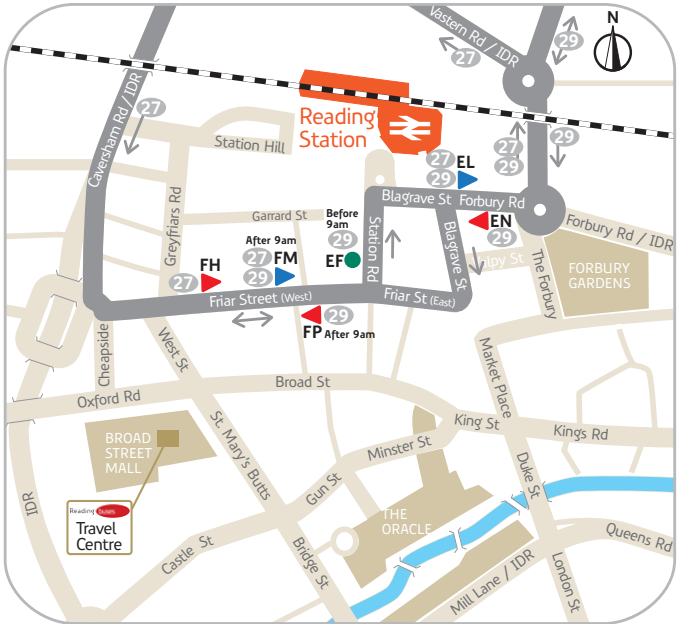 N
Vastern Rd / IDR
29
27
Caversham Rd / IDR
27
Reading
Station
Station Hill
27
29
27
29
EL
29
Blagrave St
Forbury Rd
EN
29
Forbury Rd / IDR
Greyfriars Rd
Garrard St
Before
9am
29
EF
Station Rd
Blagrave St
The Forbury
FORBURY
GARDENS
After 9am
27
FM
29
FH
27
Friar Street (West)
Friar St (East)
29
FP After 9am
Cheapside
West St
Market Place
Broad St
Oxford Rd
King St
Kings Rd
BROAD
STREET
MALL
St. Mary's Butts
Minster St
Gun St
Duke St
IDR
Reading buses
Travel
Centre
THE
ORACLE
Castle St
Bridge St
Queens Rd
Mill Lane / IDR
London St